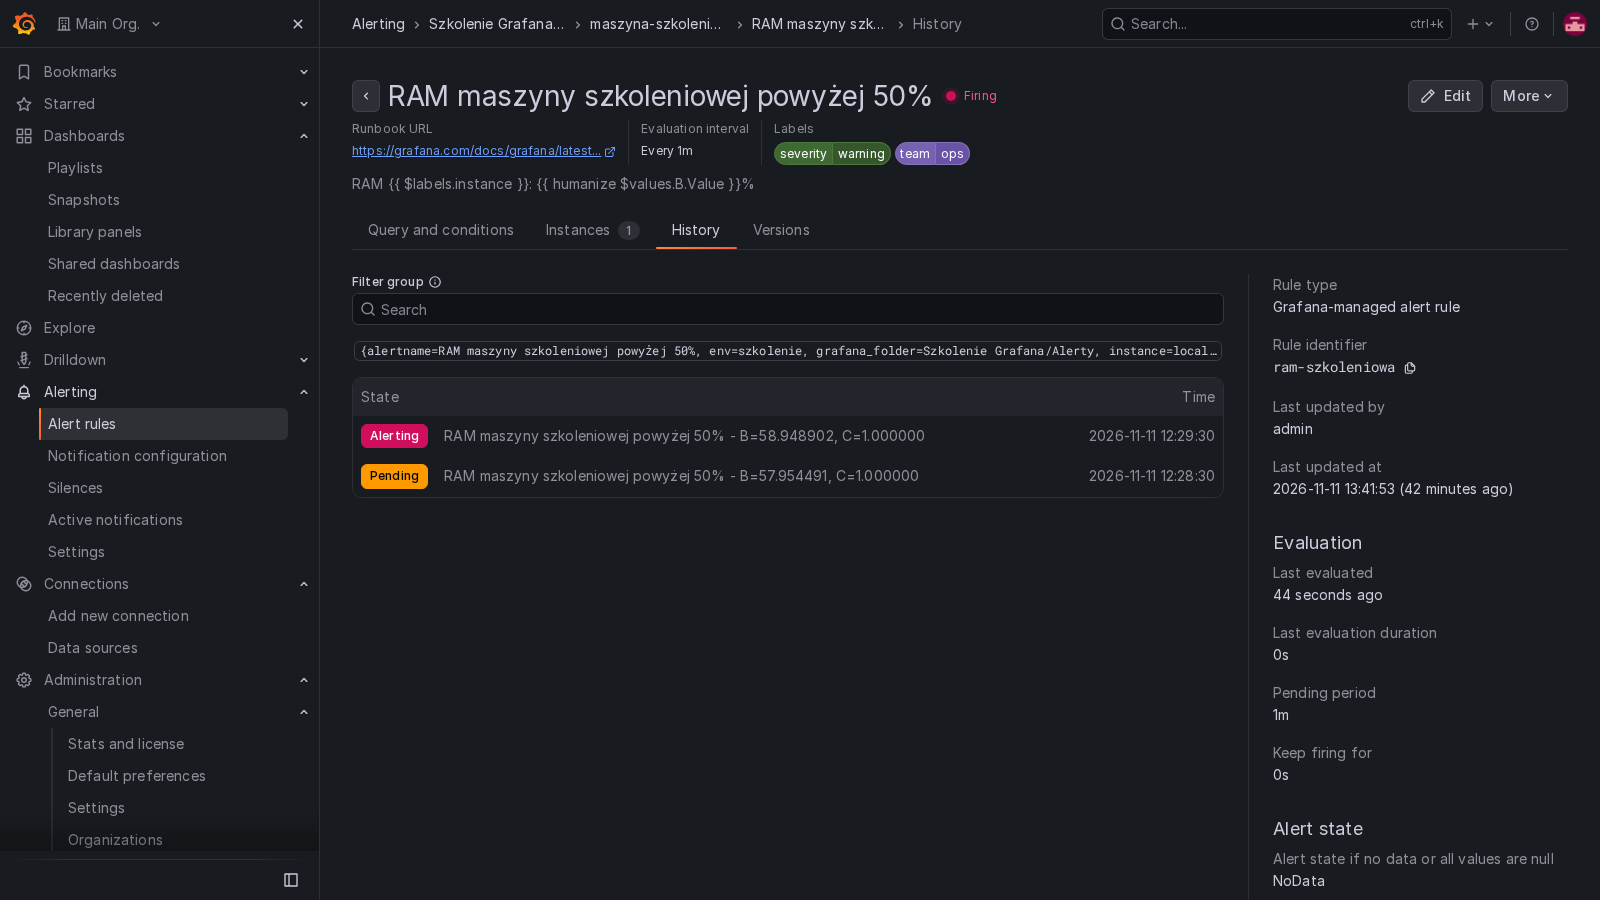 Main Org.
Alerting
Szkolenie Grafana...
maszyna-szkoleni...
RAM maszyny szk...
History
Search...
ctrl+k
Bookmarks
Starred
Dashboards
Playlists
Snapshots
Library panels
Shared dashboards
Recently deleted
Explore
Drilldown
Alerting
Alert rules
Notification configuration
Silences
Active notifications
Settings
Connections
Add new connection
Data sources
Administration
General
Stats and license
Default preferences
Settings
Organizations
RAM maszyny szkoleniowej powyżej 50%
Firing
Edit
More
Runbook URL
https://grafana.com/docs/grafana/latest...
Evaluation interval
Every 1m
Labels
severity warning
team ops
RAM {{ $labels.instance }}: {{ humanize $values.B.Value }}%
Query and conditions
Instances 1
History
Versions
Filter group
Search
{alertname=RAM maszyny szkoleniowej powyżej 50%, env=szkolenie, grafana_folder=Szkolenie Grafana/Alerty, instance=local...
State
Time
Alerting
RAM maszyny szkoleniowej powyżej 50% - B=58.948902, C=1.000000
2026-11-11 12:29:30
Pending
RAM maszyny szkoleniowej powyżej 50% - B=57.954491, C=1.000000
2026-11-11 12:28:30
Rule type
Grafana-managed alert rule
Rule identifier
ram-szkoleniowa
Last updated by
admin
Last updated at
2026-11-11 13:41:53 (42 minutes ago)
Evaluation
Last evaluated
44 seconds ago
Last evaluation duration
0s
Pending period
1m
Keep firing for
0s
Alert state
Alert state if no data or all values are null
NoData